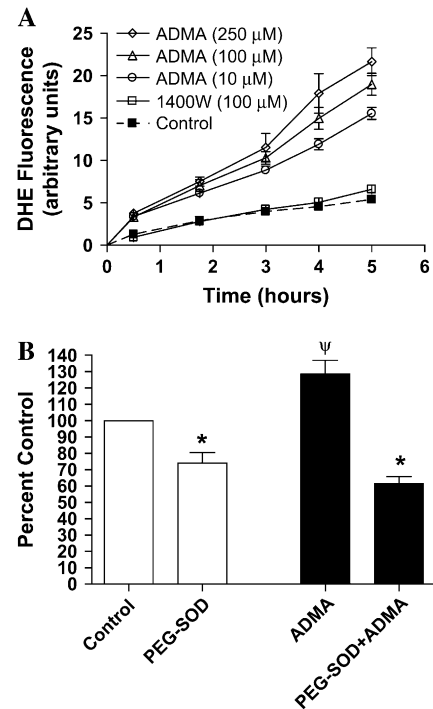 A
ADMA (250 μM)
ADMA (100 μM)
ADMA (10 μM)
1400W (100 μM)
Control
DHE Fluorescence
(arbitrary units)
25
20
15
10
5
0
0 1 2 3 4 5 6
Time (hours)
B
Percent Control
140
130
120
110
100
90
80
70
60
50
40
30
20
10
0
*
ψ
*
Control
PEG-SOD
ADMA
PEG-SOD+ADMA